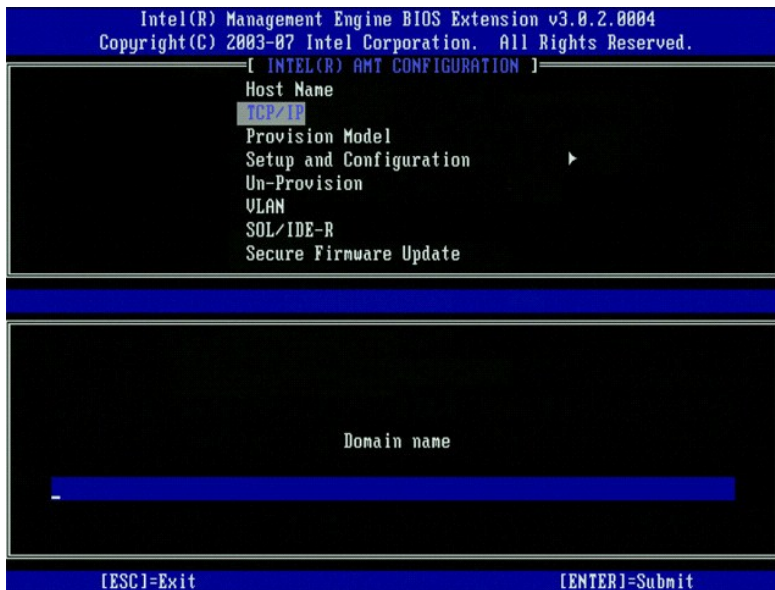 Intel(R) Management Engine BIOS Extension v3.0.2.0004
Copyright(C) 2003-07 Intel Corporation. All Rights Reserved.
[ INTEL(R) AMT CONFIGURATION ]
Host Name
TCP/IP
Provision Model
Setup and Configuration
Un-Provision
VLAN
SOL/IDE-R
Secure Firmware Update
Domain name
[ESC]=Exit [ENTER]=Submit